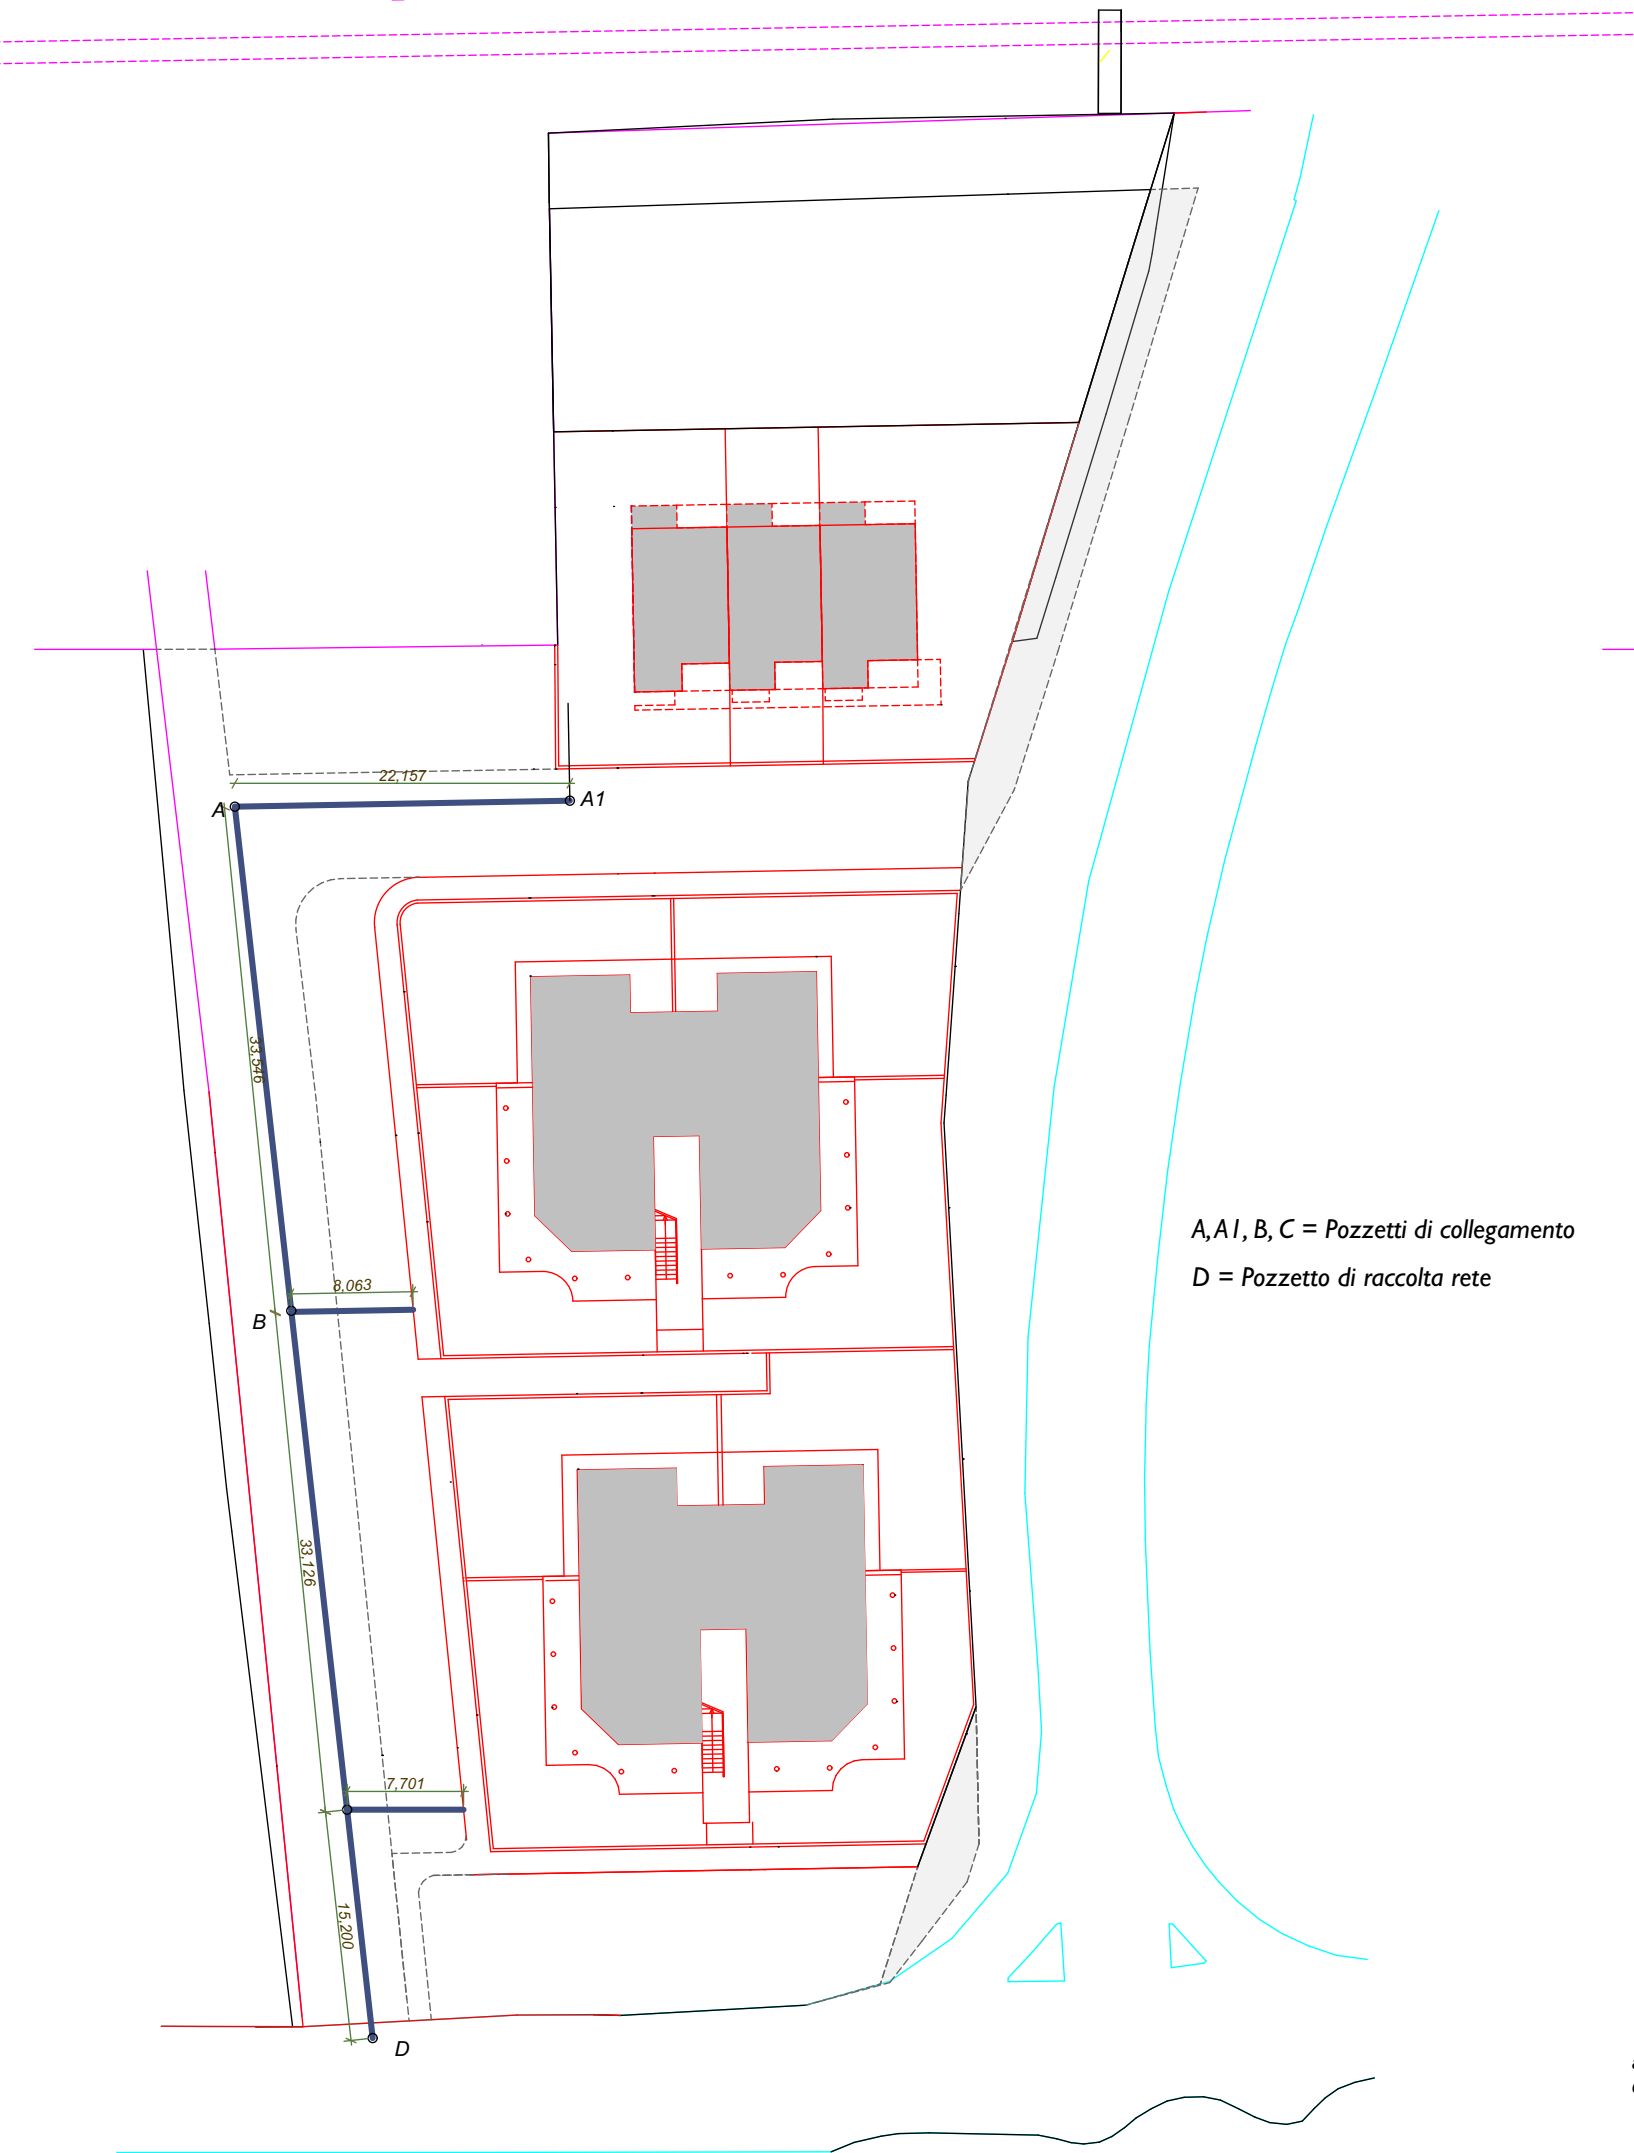 22,157
A
A1
33,546
8,063
B
A, A1, B, C = Pozzetti di collegamento
D = Pozzetto di raccolta rete
33,126
7,701
15,200
D